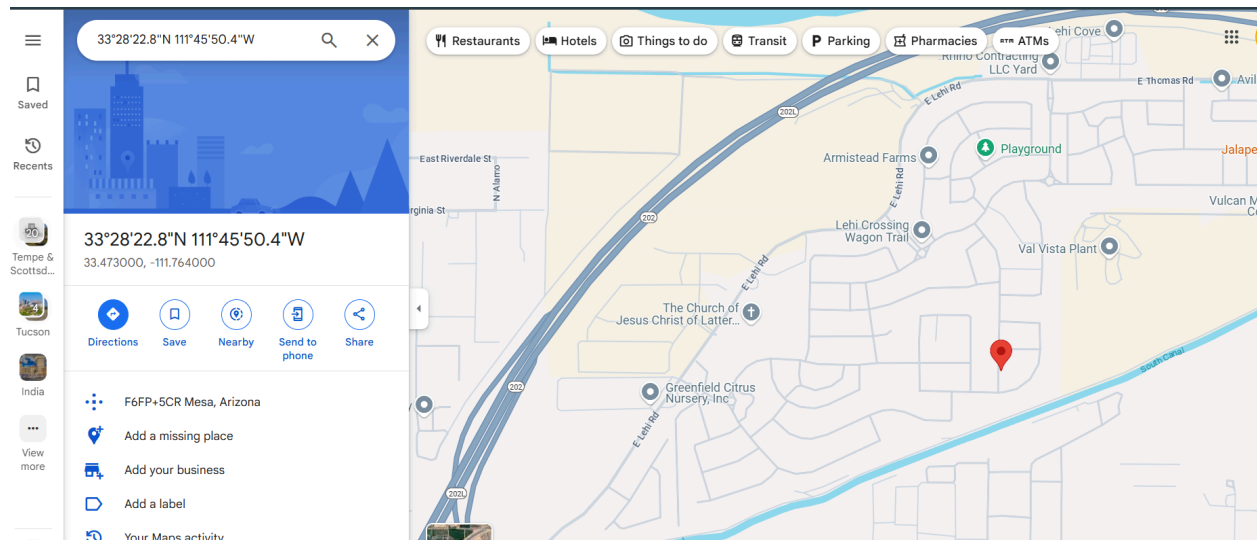 33°28'22.8"N 111°45'50.4"W
Saved
Recents
20
Tempe &
Scottsd...
Tucson
India
View
more
33°28'22.8"N 111°45'50.4"W
33.473000, -111.764000
Directions
Save
Nearby
Send to
phone
Share
F6FP+5CR Mesa, Arizona
Add a missing place
Add your business
Add a label
Your Maps activity
Restaurants
Hotels
Things to do
Transit
Parking
Pharmacies
ATM
ATMs
ehi Cove
Rhino Contracting
LLC Yard
E Thomas Rd
Avil
E Lehi Rd
202L
East Riverdale St
N Alamo
rginia St
Armistead Farms
Playground
Jalape
E Lehi Rd
Vulcan M
Co
202
Lehi Crossing
Wagon Trail
Val Vista Plant
E Lehi Rd
The Church of
Jesus Christ of Latter...
South Canal
202
Greenfield Citrus
Nursery, Inc
y
E Lehi Rd
202L